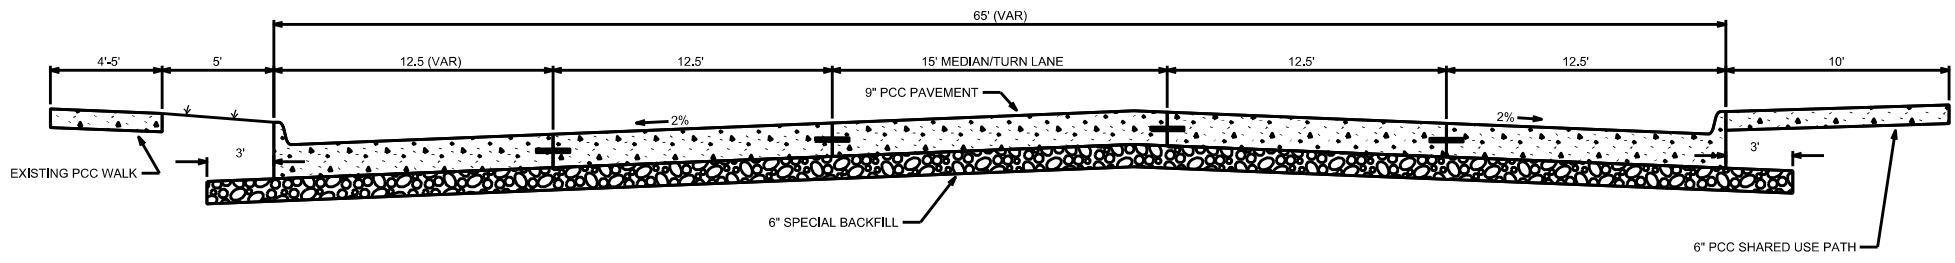 65' (VAR)
4'-5'
5'
12.5 (VAR)
12.5'
15' MEDIAN/TURN LANE
12.5'
12.5'
10'
9" PCC PAVEMENT
2%
2%
3'
3'
EXISTING PCC WALK
6" SPECIAL BACKFILL
6" PCC SHARED USE PATH